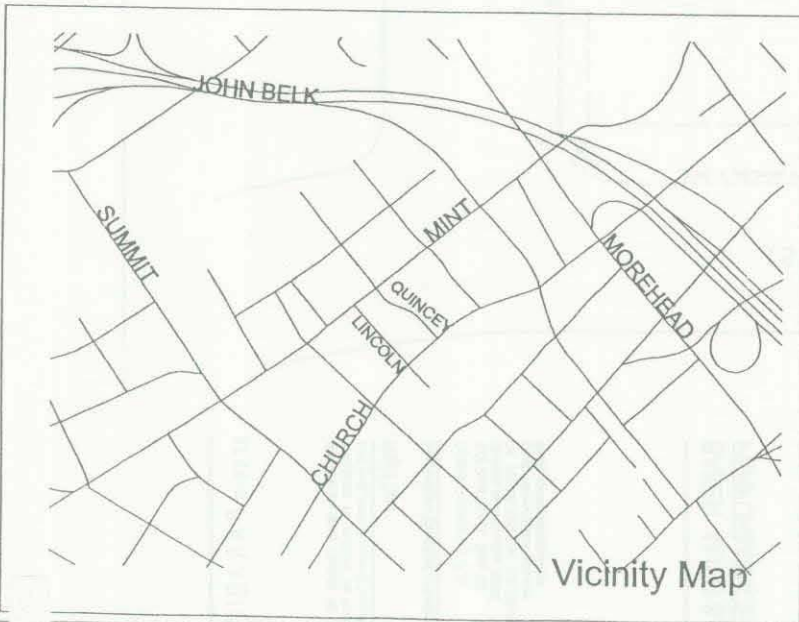 JOHN BELK
SUMMIT
MINT
MOREHEAD
QUINCEY
LINCOLN
CHURCH
Vicinity Map